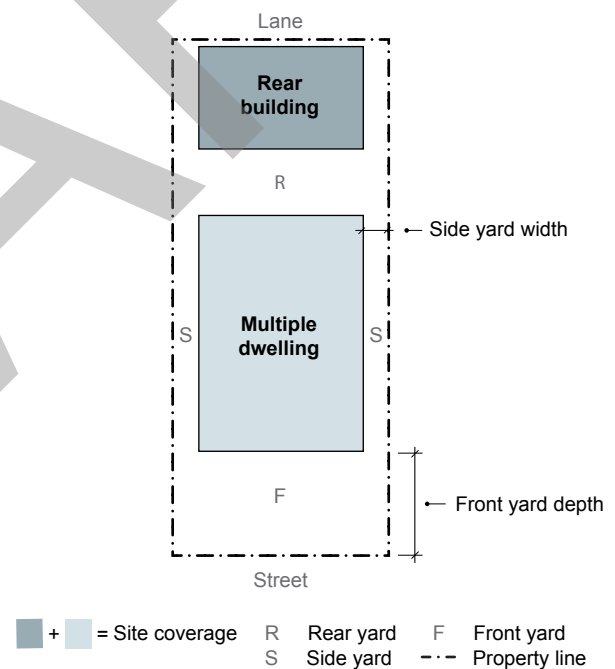 Lane
Rear
building
R
Side yard width
S
Multiple
dwelling
S
F
Front yard depth
Street
+ = Site coverage R Rear yard F Front yard
S Side yard Property line